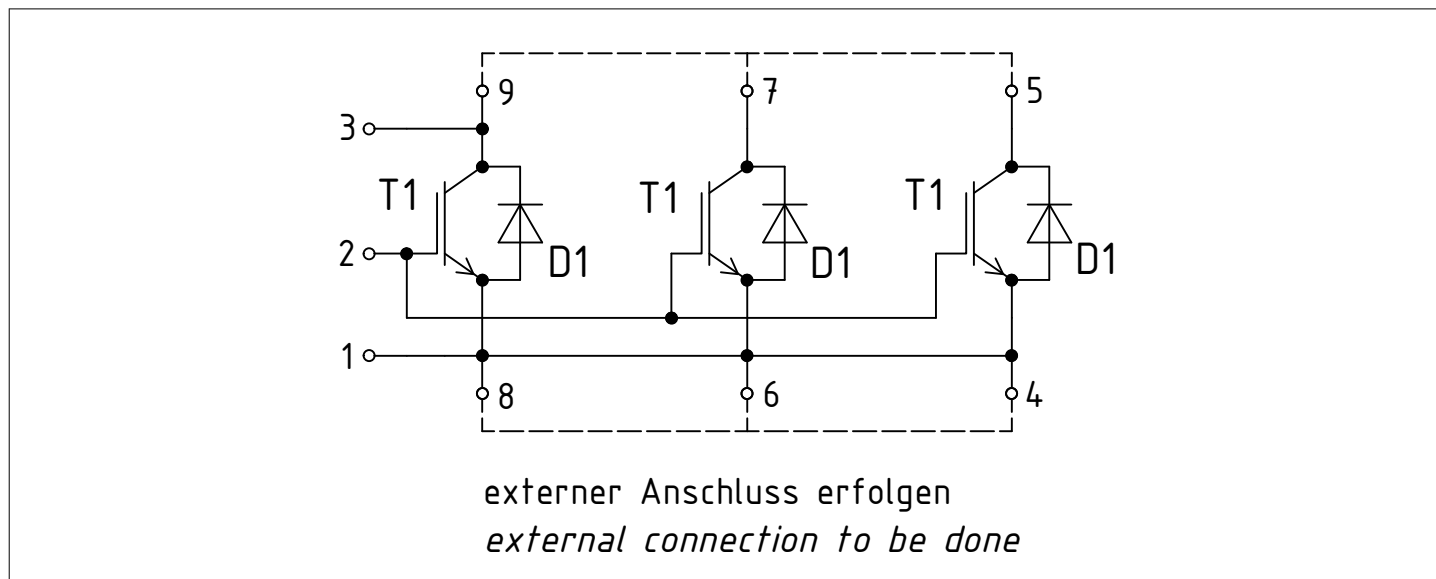 9 7 5
3
T1 T1 T1
2
D1 D1 D1
1
8 6 4
externer Anschluss erfolgen
external connection to be done